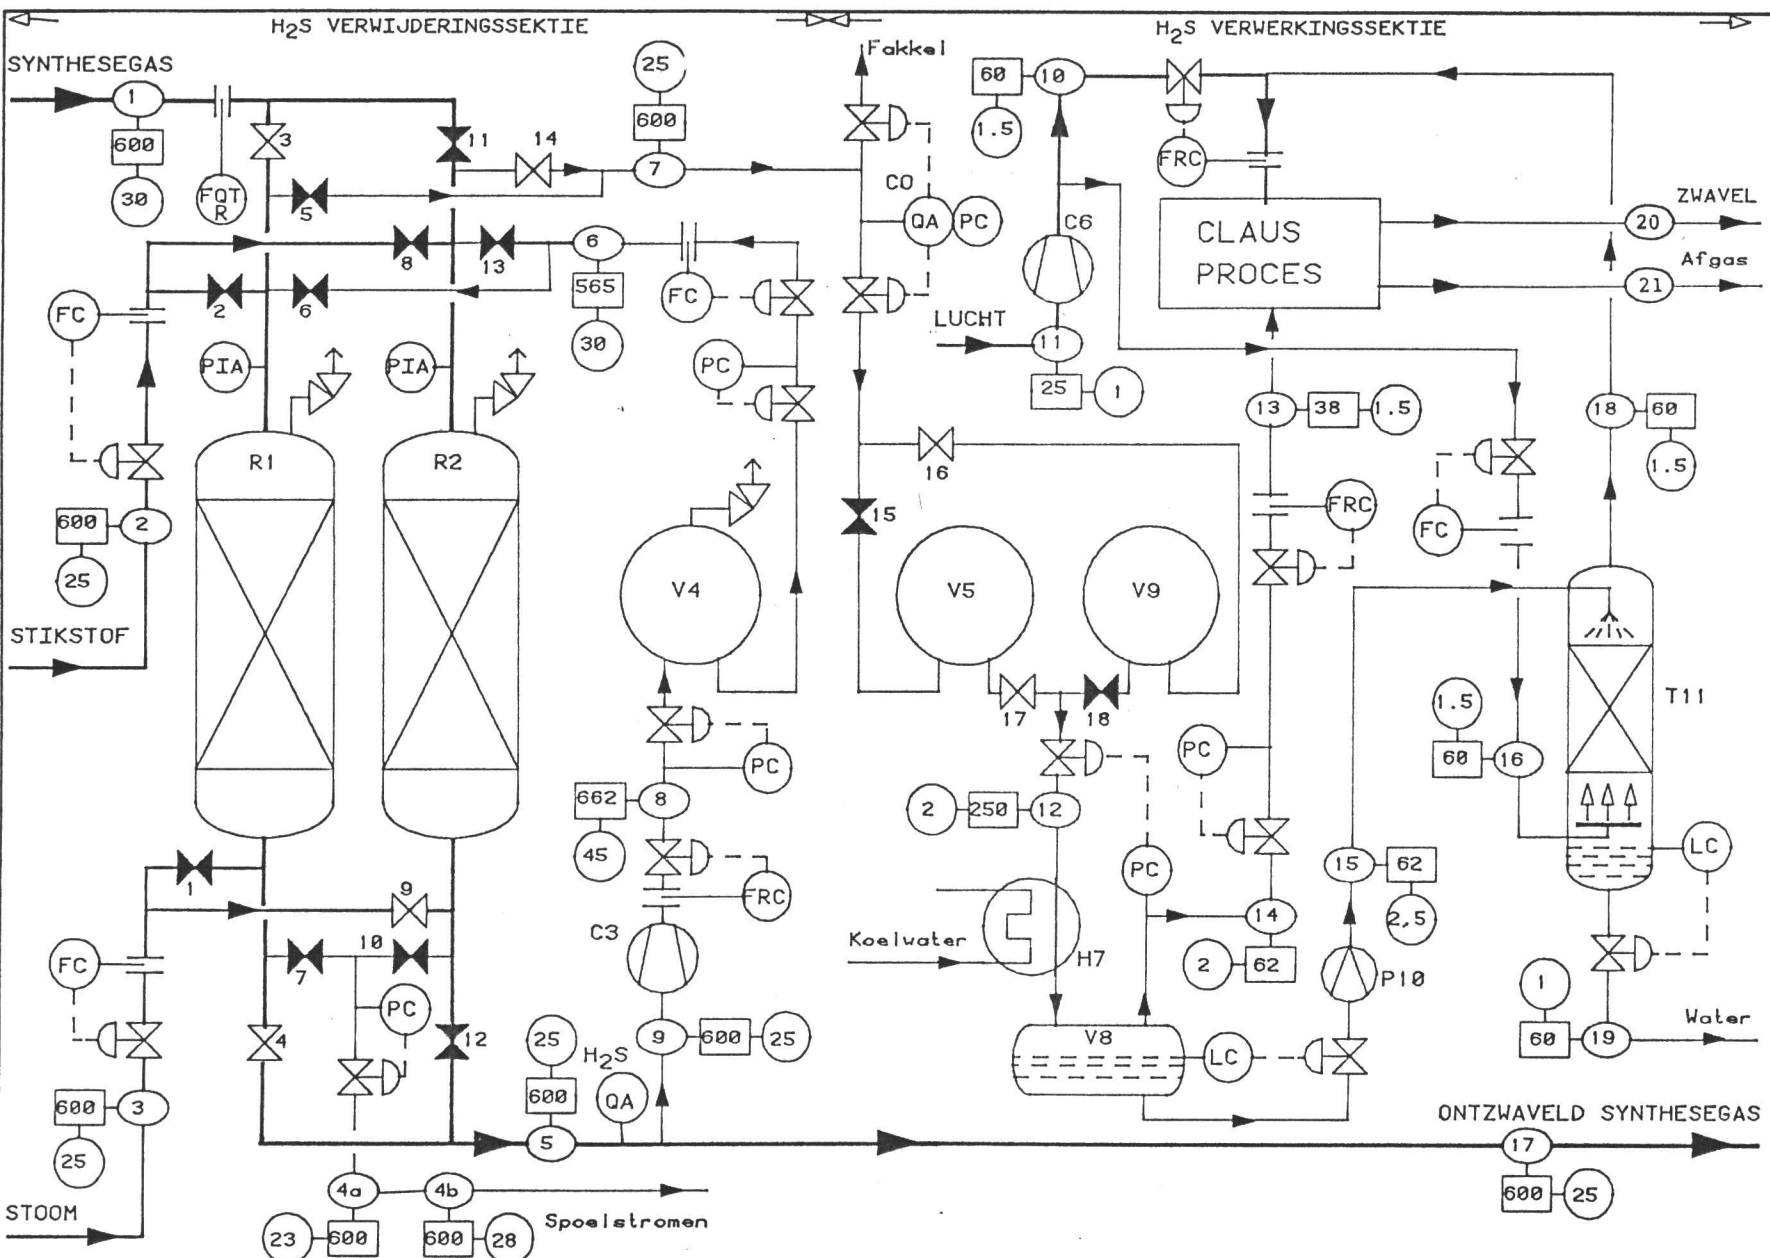 H₂S VERWIJDERINGSSEKTIE
H₂S VERWERKINGSSEKTIE
SYNTHESEGAS
1
600
30
FQT
R
3
11
14
5
25
600
7
Fakkel
CO
QA
PC
60
10
1.5
FRC
C6
CLAUS
PROCES
ZWAVEL
20
Afgas
21
8
13
6
565
30
2
6
FC
FC
PC
LUCHT
11
25
1
PIA
PIA
R1
R2
600
2
25
STIKSTOF
V4
16
15
V5
V9
17
18
13
38
1.5
FRC
FC
18
60
1.5
T11
1.5
60
16
LC
PC
662
8
45
FRC
C3
PC
2
250
12
PC
PC
14
2
62
15
62
2,5
P10
Koelwater
H7
V8
LC
1
60
19
Water
1
9
10
7
FC
PC
4
12
600
3
25
STOOM
25
600
5
H₂S
QA
9
600
25
ONTZWAVELD SYNTHESEGAS
17
600
25
4a
4b
23
600
600
28
Spoelstromen